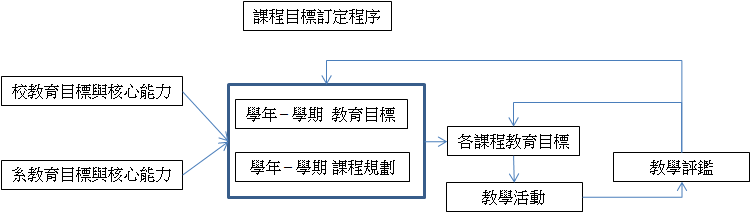 課程目標訂定程序
校教育目標與核心能力
學年－學期 教育目標
各課程教育目標
學年－學期 課程規劃
教學評鑑
系教育目標與核心能力
教學活動